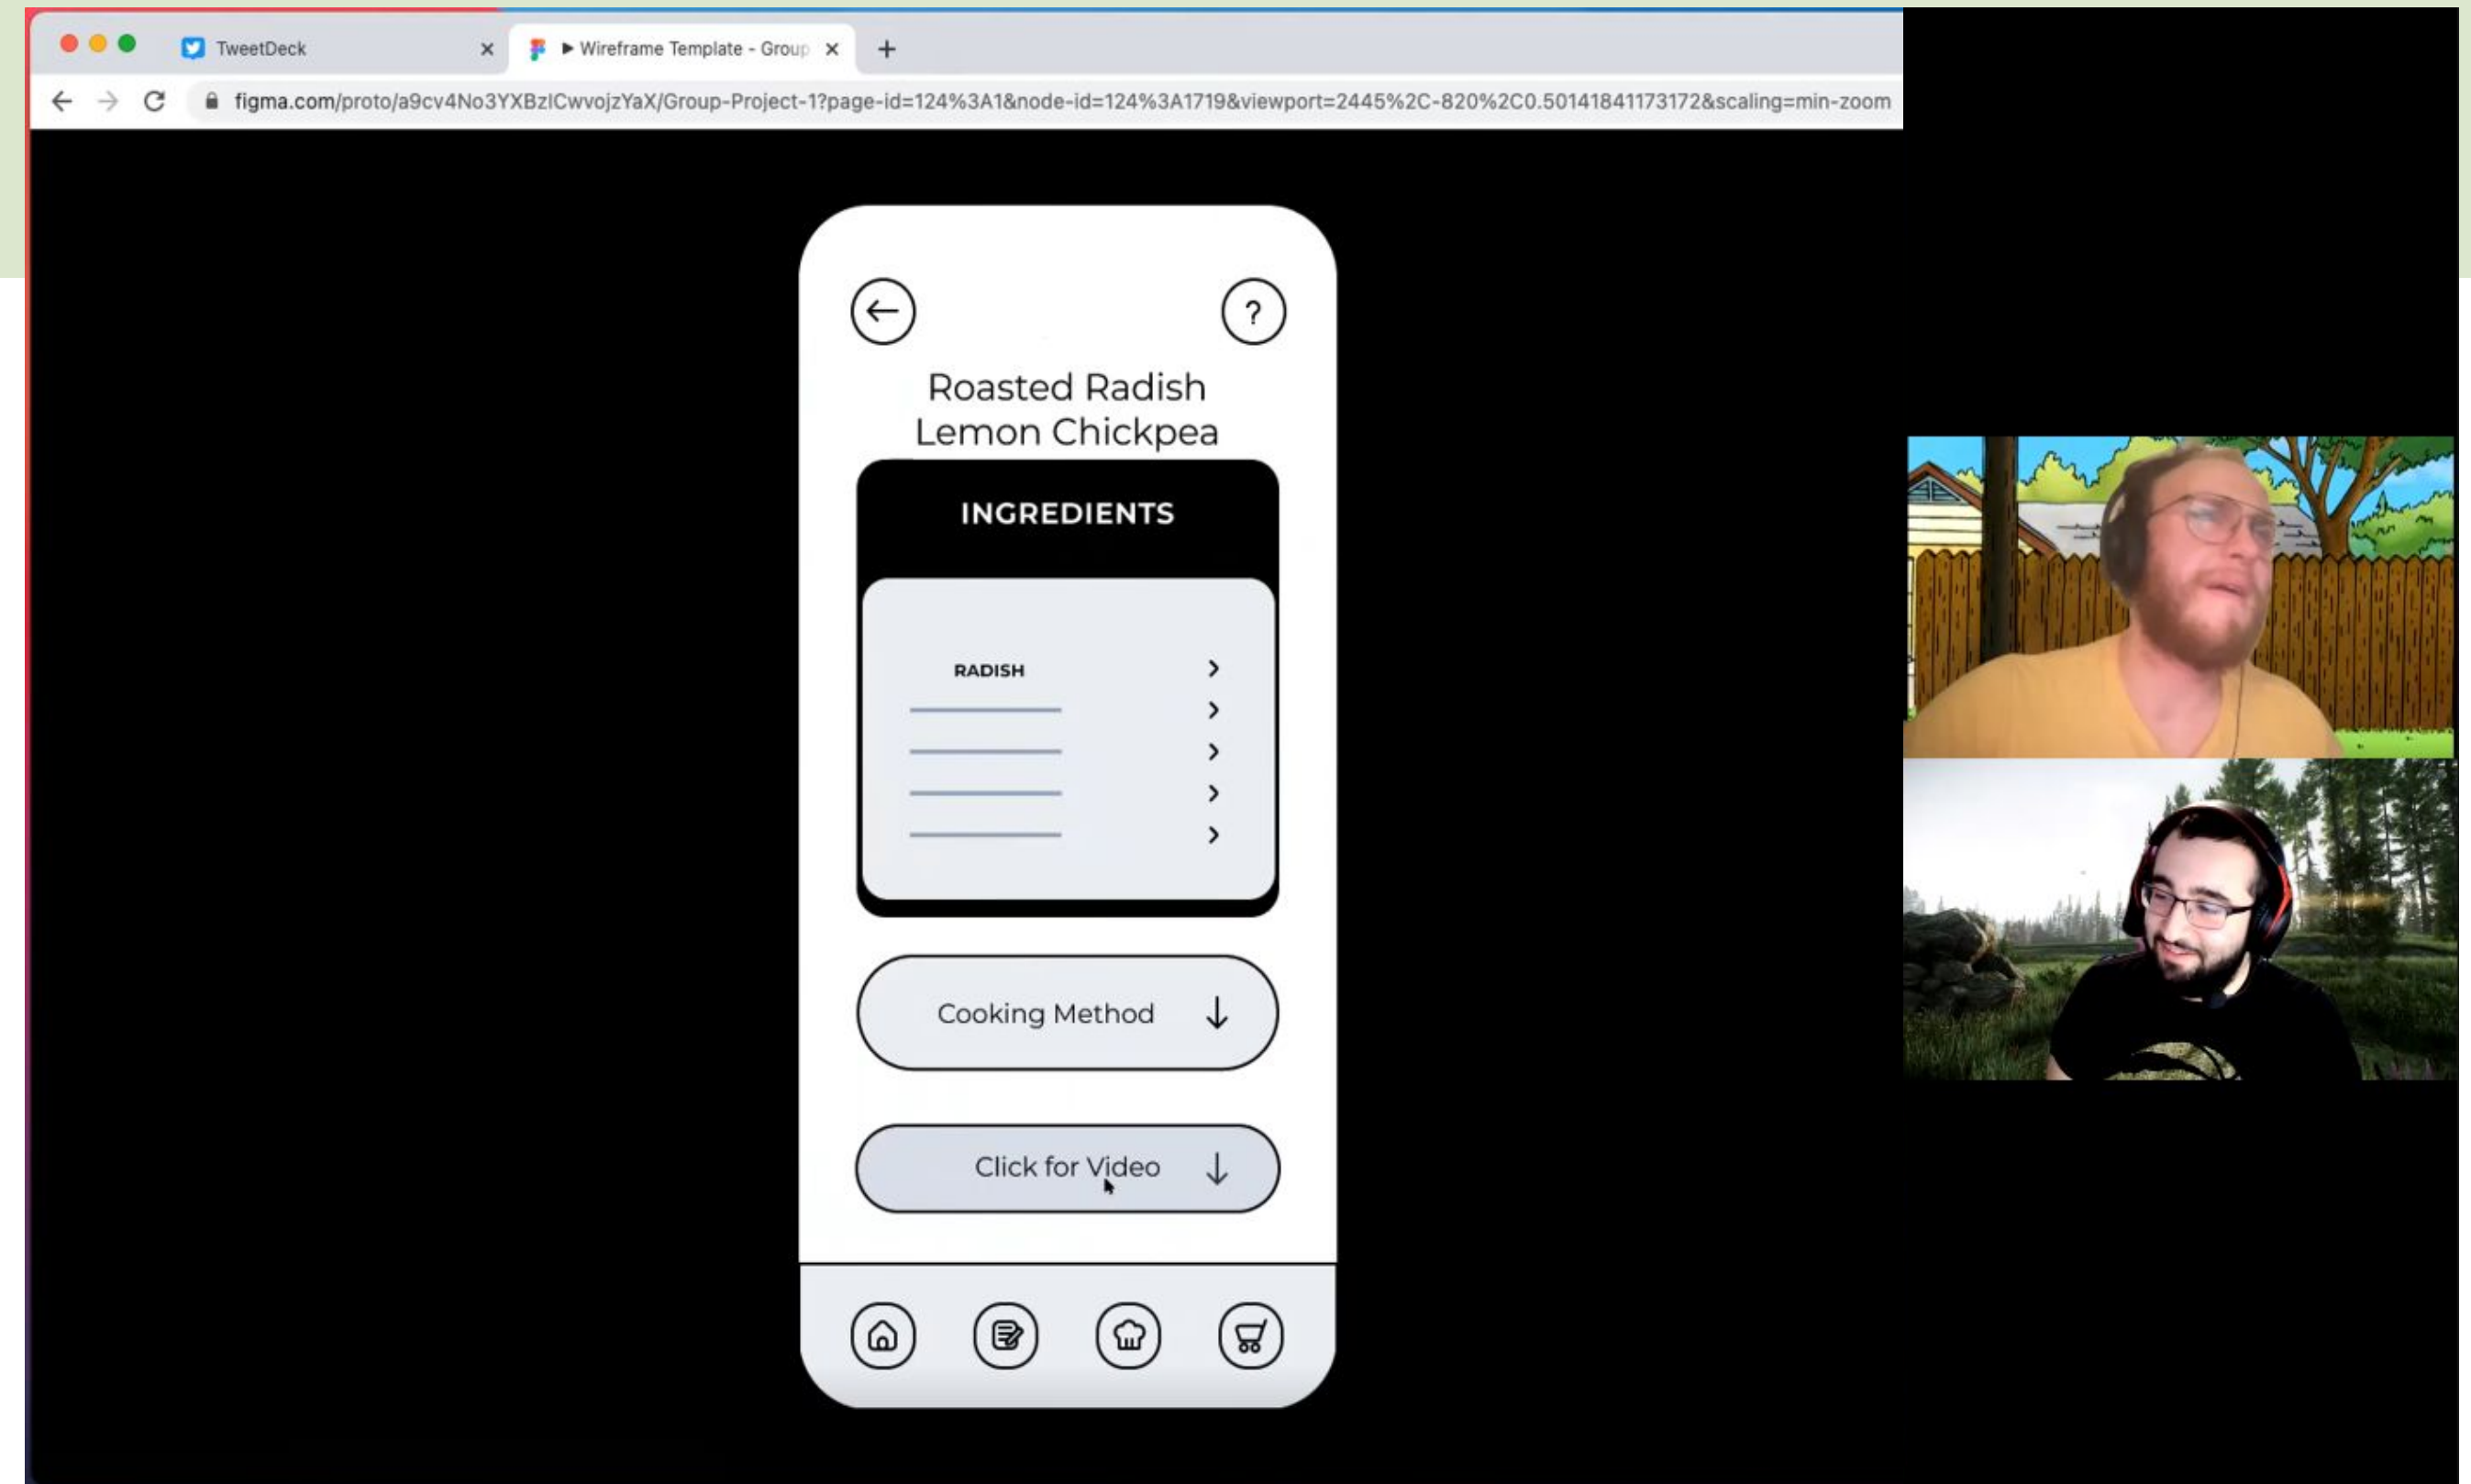 TweetDeck
Wireframe Template - Group
figma.com/proto/a9cv4No3YXBzICwvojzYaX/Group-Project-1?page-id=124%3A1&node-id=124%3A1719&viewport=2445%2C-820%2C0.50141841173172&scaling=min-zoom
?
Roasted Radish
Lemon Chickpea
INGREDIENTS
RADISH
Cooking Method
Click for Video